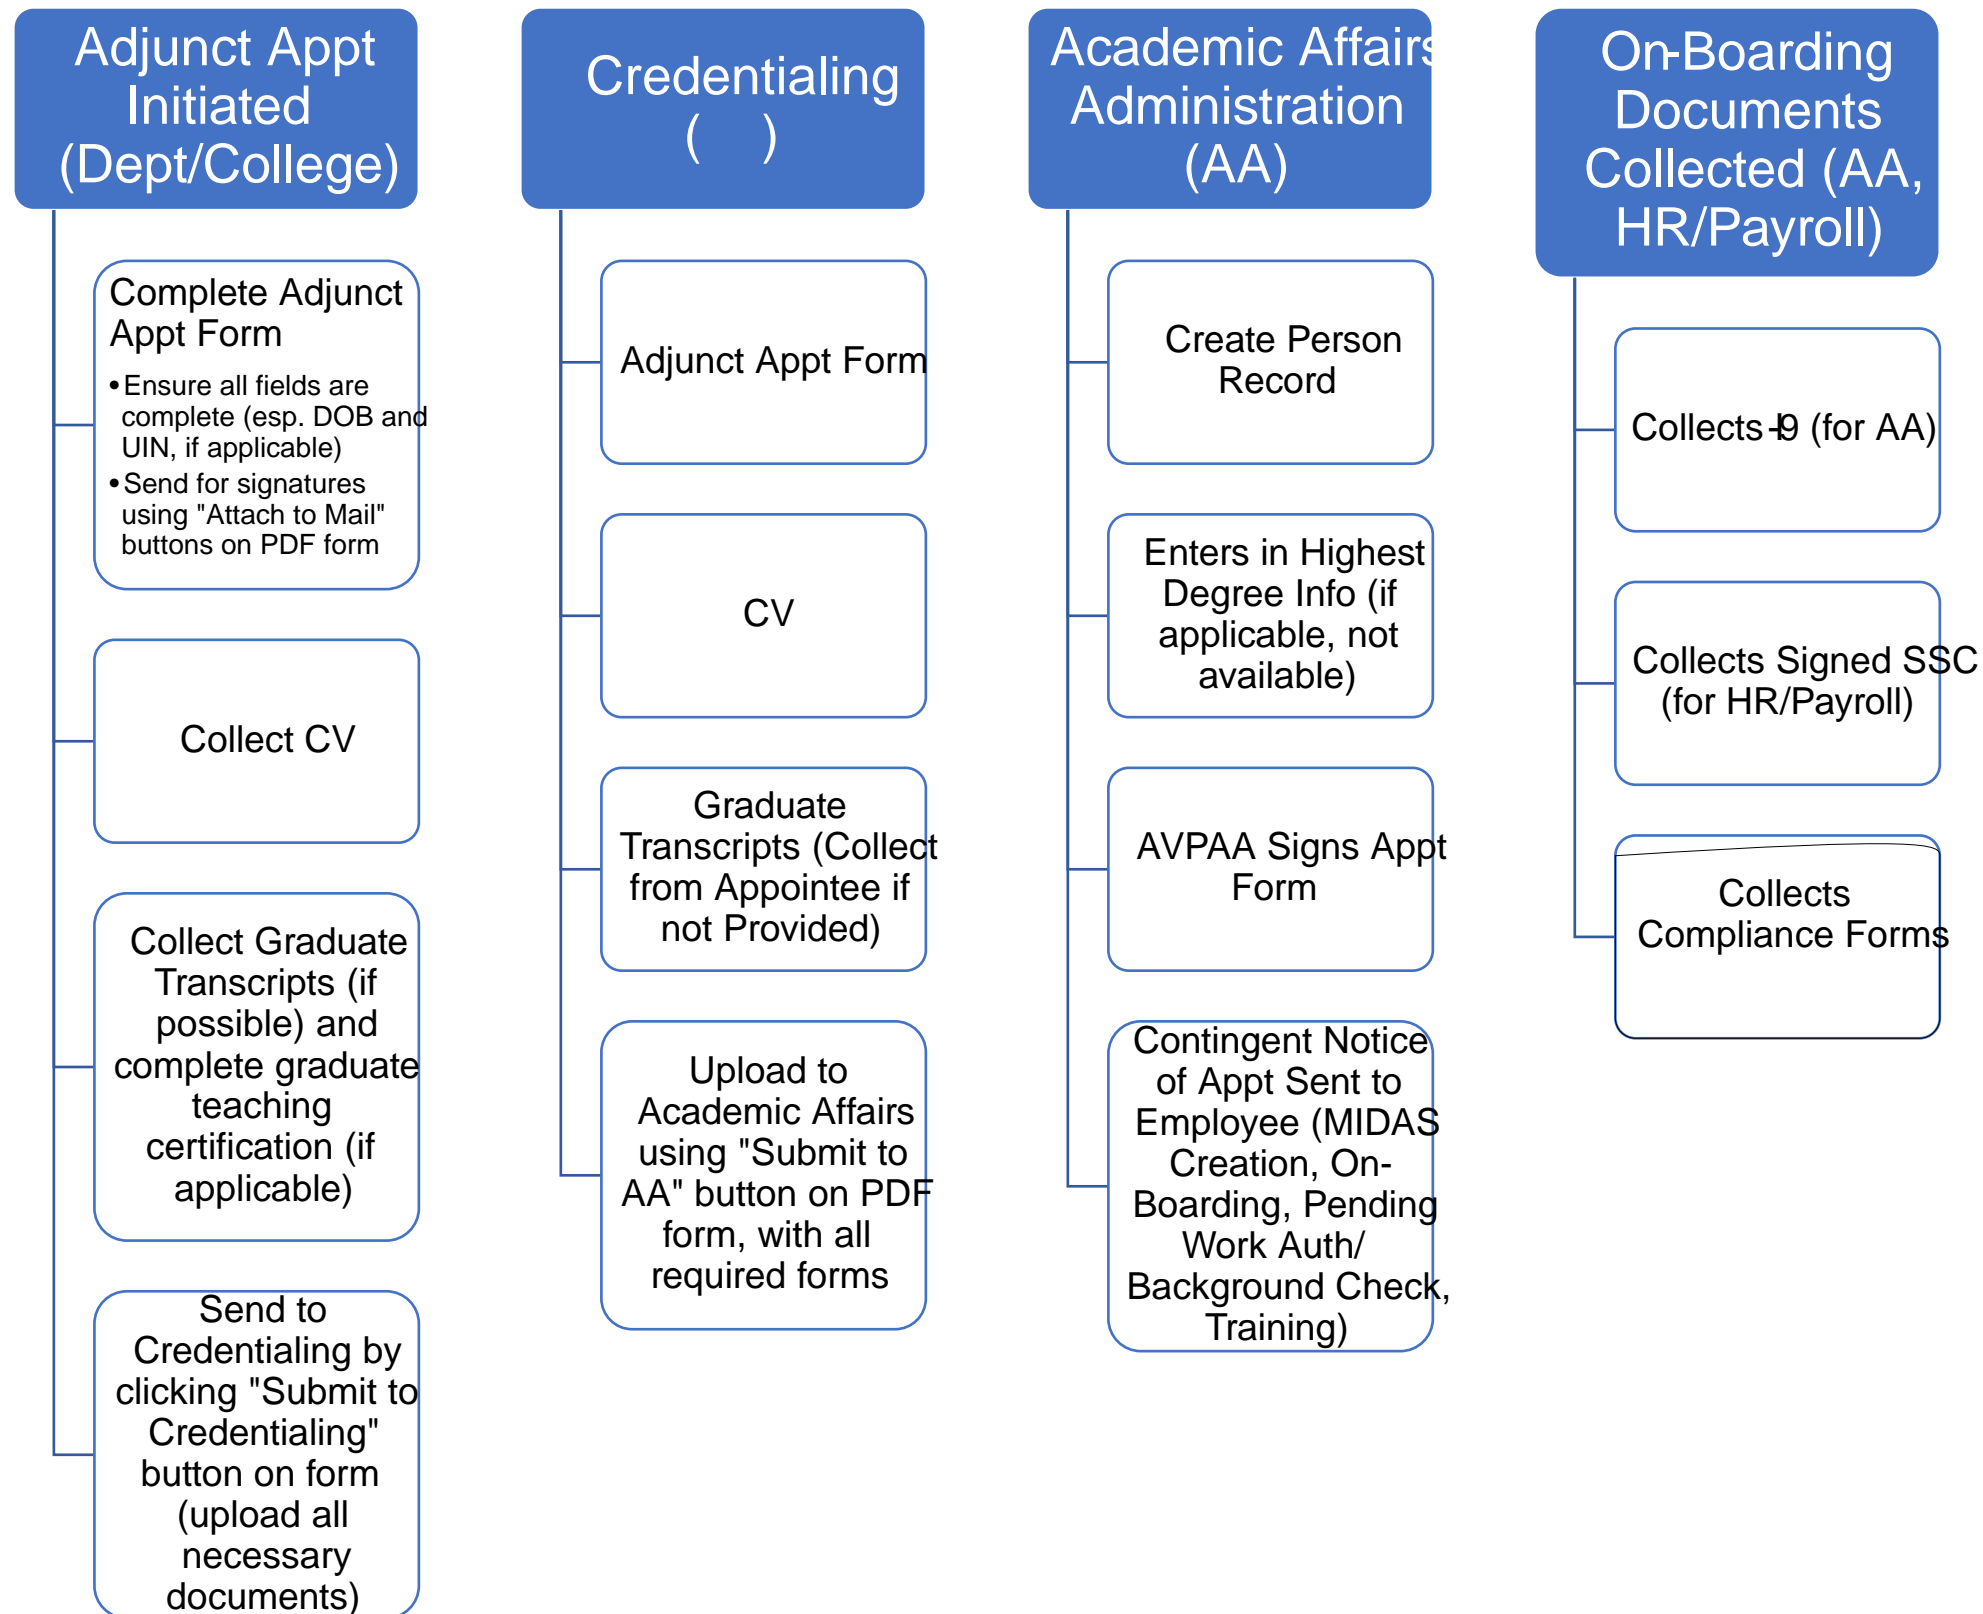 Adjunct Appt
Initiated
(Dept/College)
Complete Adjunct
Appt Form
•Ensure all fields are
complete (esp. DOB and
UIN, if applicable)
•Send for signatures
using "Attach to Mail"
buttons on PDF form
Collect CV
Collect Graduate
Transcripts (if
possible) and
complete graduate
teaching
certification (if
applicable)
Send to
Credentialing by
clicking "Submit to
Credentialing"
button on form
(upload all
necessary
documents)
Credentialing
( )
Adjunct Appt Form
CV
Graduate
Transcripts (Collect
from Appointee if
not Provided)
Upload to
Academic Affairs
using "Submit to
AA" button on PDF
form, with all
required forms
Academic Affairs
Administration
(AA)
Create Person
Record
Enters in Highest
Degree Info (if
applicable, not
available)
AVPAA Signs Appt
Form
Contingent Notice
of Appt Sent to
Employee (MIDAS
Creation, On-
Boarding, Pending
Work Auth/
Background Check,
Training)
On-Boarding
Documents
Collected (AA,
HR/Payroll)
Collects I-9 (for AA)
Collects Signed SSC
(for HR/Payroll)
Collects
Compliance Forms